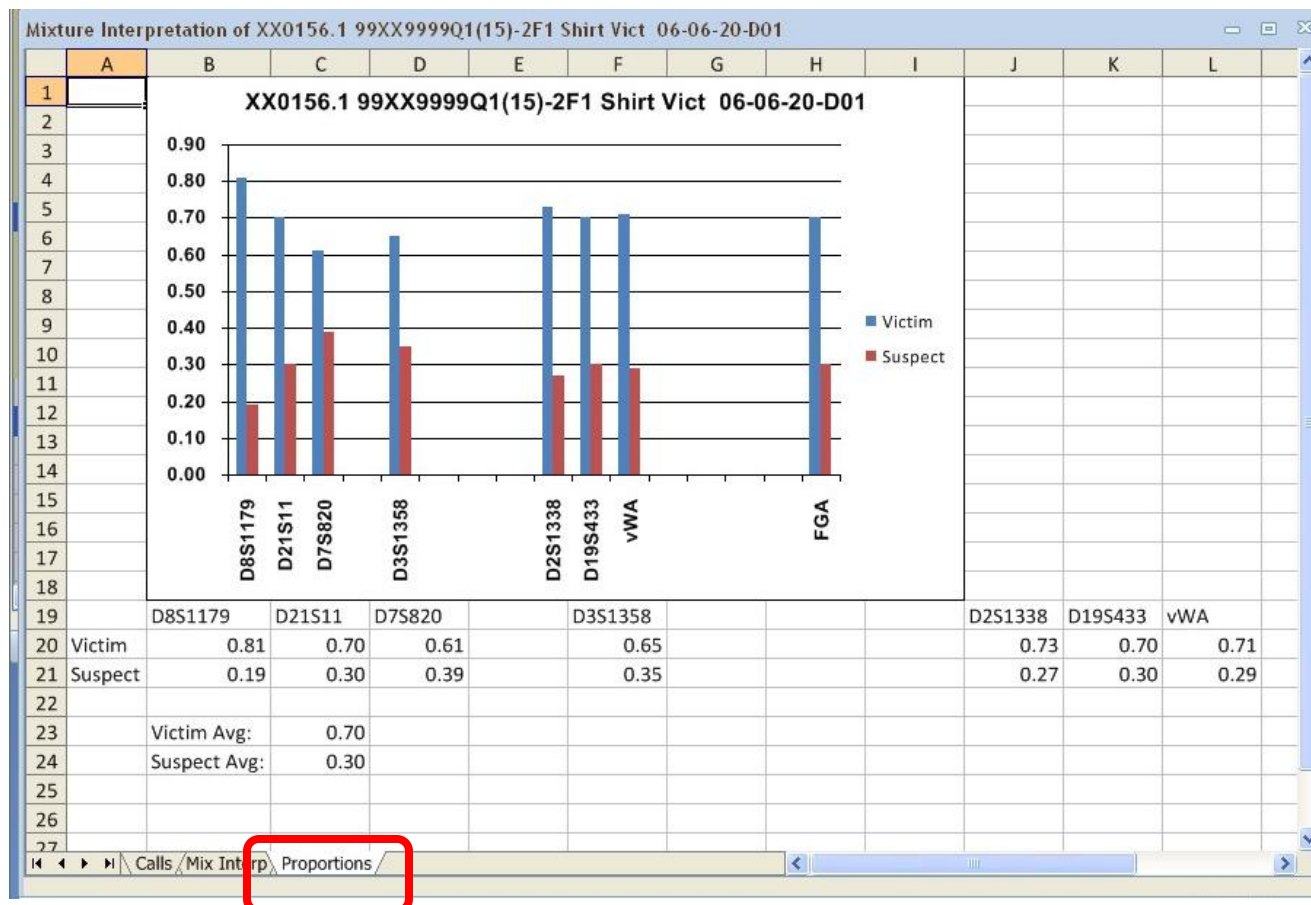 Mixture Interpretation of XX0156.1 99XX9999Q1(15)-2F1 Shirt Vict 06-06-20-D01
A B C D E F G H I J K L
1
XX0156.1 99XX9999Q1(15)-2F1 Shirt Vict 06-06-20-D01
2
3
0.90
4
0.80
5
0.70
6
0.60
7
0.50
8
9
0.40
Victim
10
0.30
Suspect
11
12
0.20
13
0.10
14
0.00
15
16
17
18
D8S1179
D21S11
D7S820
D3S1358
D2S1338
D19S433
vWA
FGA
19 D8S1179 D21S11 D7S820 D3S1358 D2S1338 D19S433 vWA
20 Victim 0.81 0.70 0.61 0.65 0.73 0.70 0.71
21 Suspect 0.19 0.30 0.39 0.35 0.27 0.30 0.29
22
23 Victim Avg: 0.70
24 Suspect Avg: 0.30
25
26
27
Calls Mix Interp Proportions